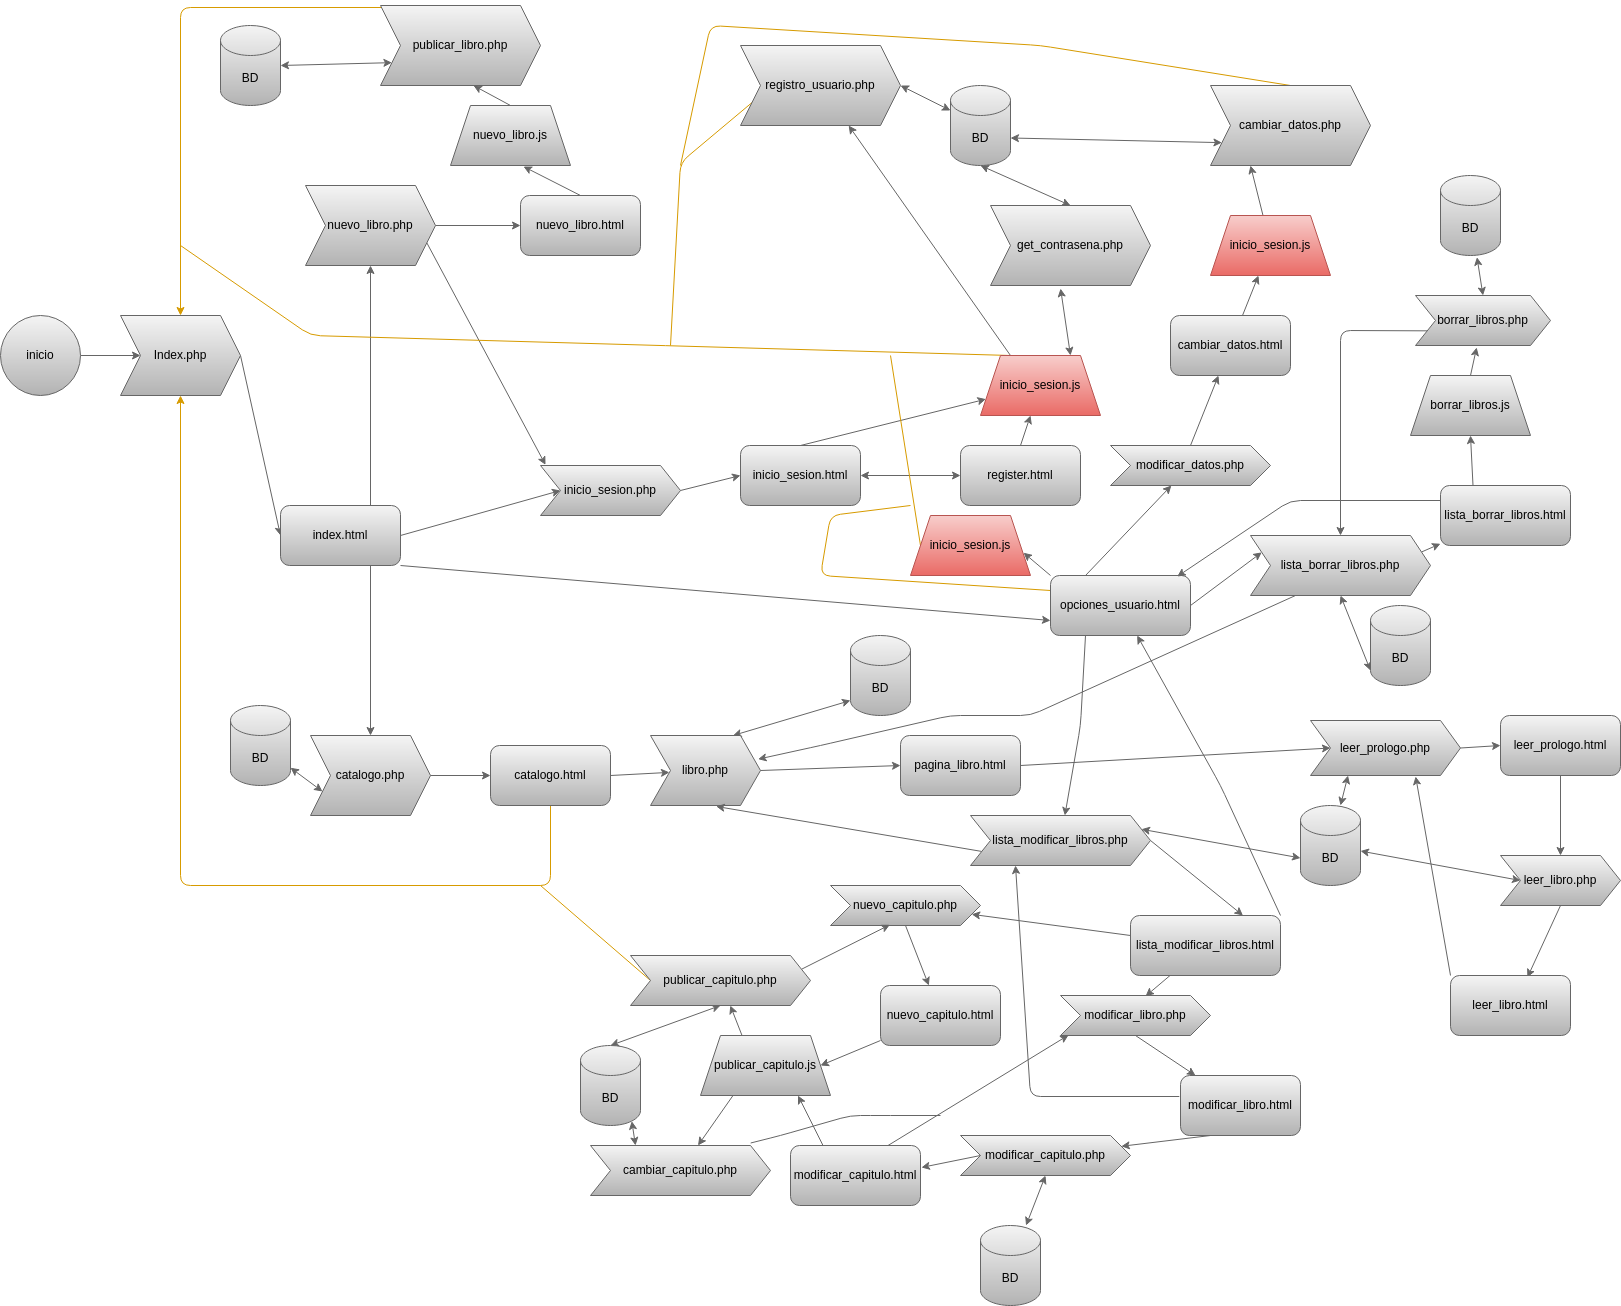 publicar_libro.php
BD
registro_usuario.php
cambiar_datos.php
nuevo_libro.js
BD
nuevo_libro.php
nuevo_libro.html
get_contrasena.php
inicio_sesion.js
BD
inicio
Index.php
cambiar_datos.html
borrar_libros.php
inicio_sesion.js
borrar_libros.js
inicio_sesion.php
inicio_sesion.html
register.html
modificar_datos.php
lista_borrar_libros.html
index.html
inicio_sesion.js
lista_borrar_libros.php
opciones_usuario.html
BD
BD
BD
catalogo.php
catalogo.html
libro.php
pagina_libro.html
leer_prologo.php
leer_prologo.html
lista_modificar_libros.php
BD
leer_libro.php
nuevo_capitulo.php
lista_modificar_libros.html
publicar_capitulo.php
nuevo_capitulo.html
modificar_libro.php
leer_libro.html
BD
publicar_capitulo.js
modificar_libro.html
cambiar_capitulo.php
modificar_capitulo.html
modificar_capitulo.php
BD